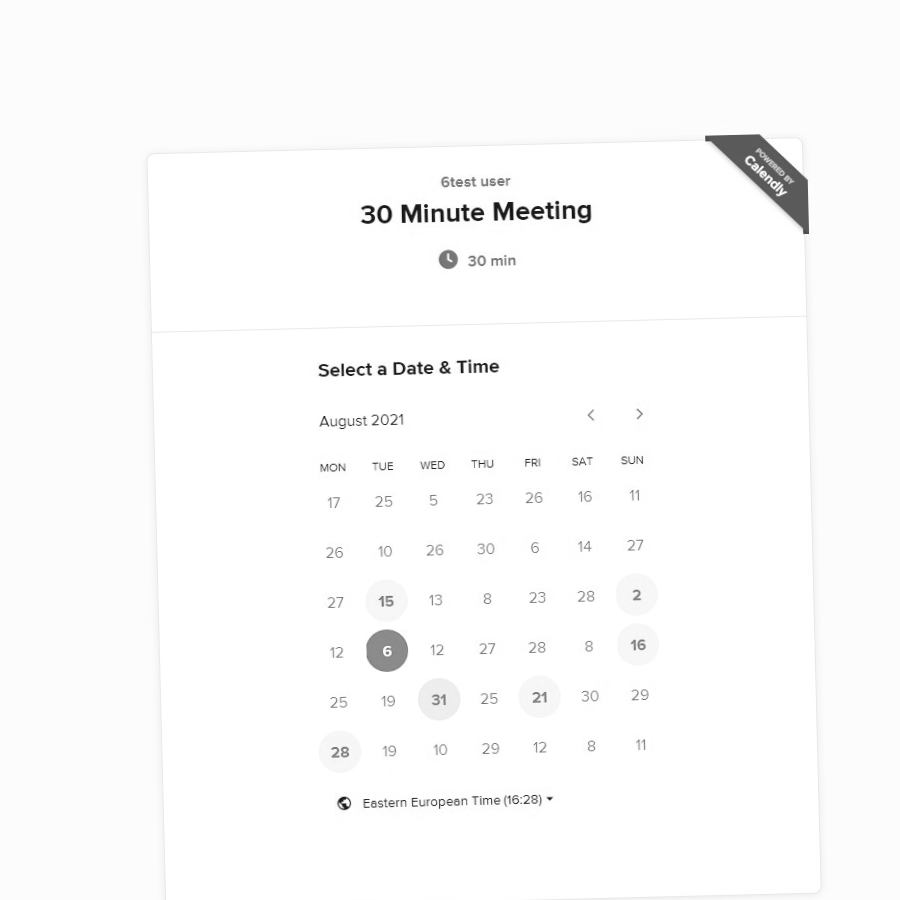 POWERED BY
Calendly
6test user
30 Minute Meeting
30 min
Select a Date & Time
August 2021
MON TUE WED THU FRI SAT SUN
17 25 5 23 26 16 11
26 10 26 30 6 14 27
27 15 13 8 23 28 2
12 6 12 27 28 8 16
25 19 31 25 21 30 29
28 19 10 29 12 8 11
Eastern European Time (16:28)